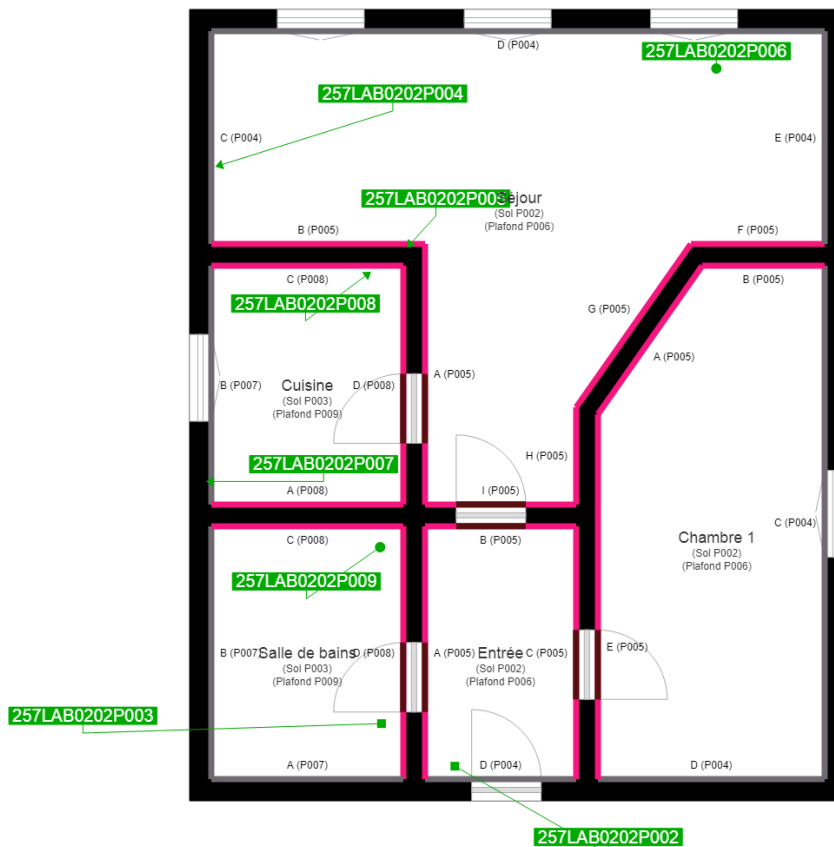 D (P004)
257LAB0202P006
257LAB0202P004
C (P004)
E (P004)
257LAB0202P005
Séjour
(Sol P002)
(Plafond P006)
B (P005)
F (P005)
C (P008)
B (P005)
257LAB0202P008
G (P005)
A (P005)
A (P005)
B (P007)
Cuisine
D (P008)
(Sol P003)
(Plafond P009)
H (P005)
257LAB0202P007
A (P008)
I (P005)
C (P004)
C (P008)
B (P005)
Chambre 1
(Sol P002)
(Plafond P006)
257LAB0202P009
B (P007)
Salle de bains
D (P008)
(Sol P003)
(Plafond P009)
A (P005)
Entrée
C (P005)
(Sol P002)
(Plafond P006)
E (P005)
257LAB0202P003
A (P007)
D (P004)
D (P004)
257LAB0202P002